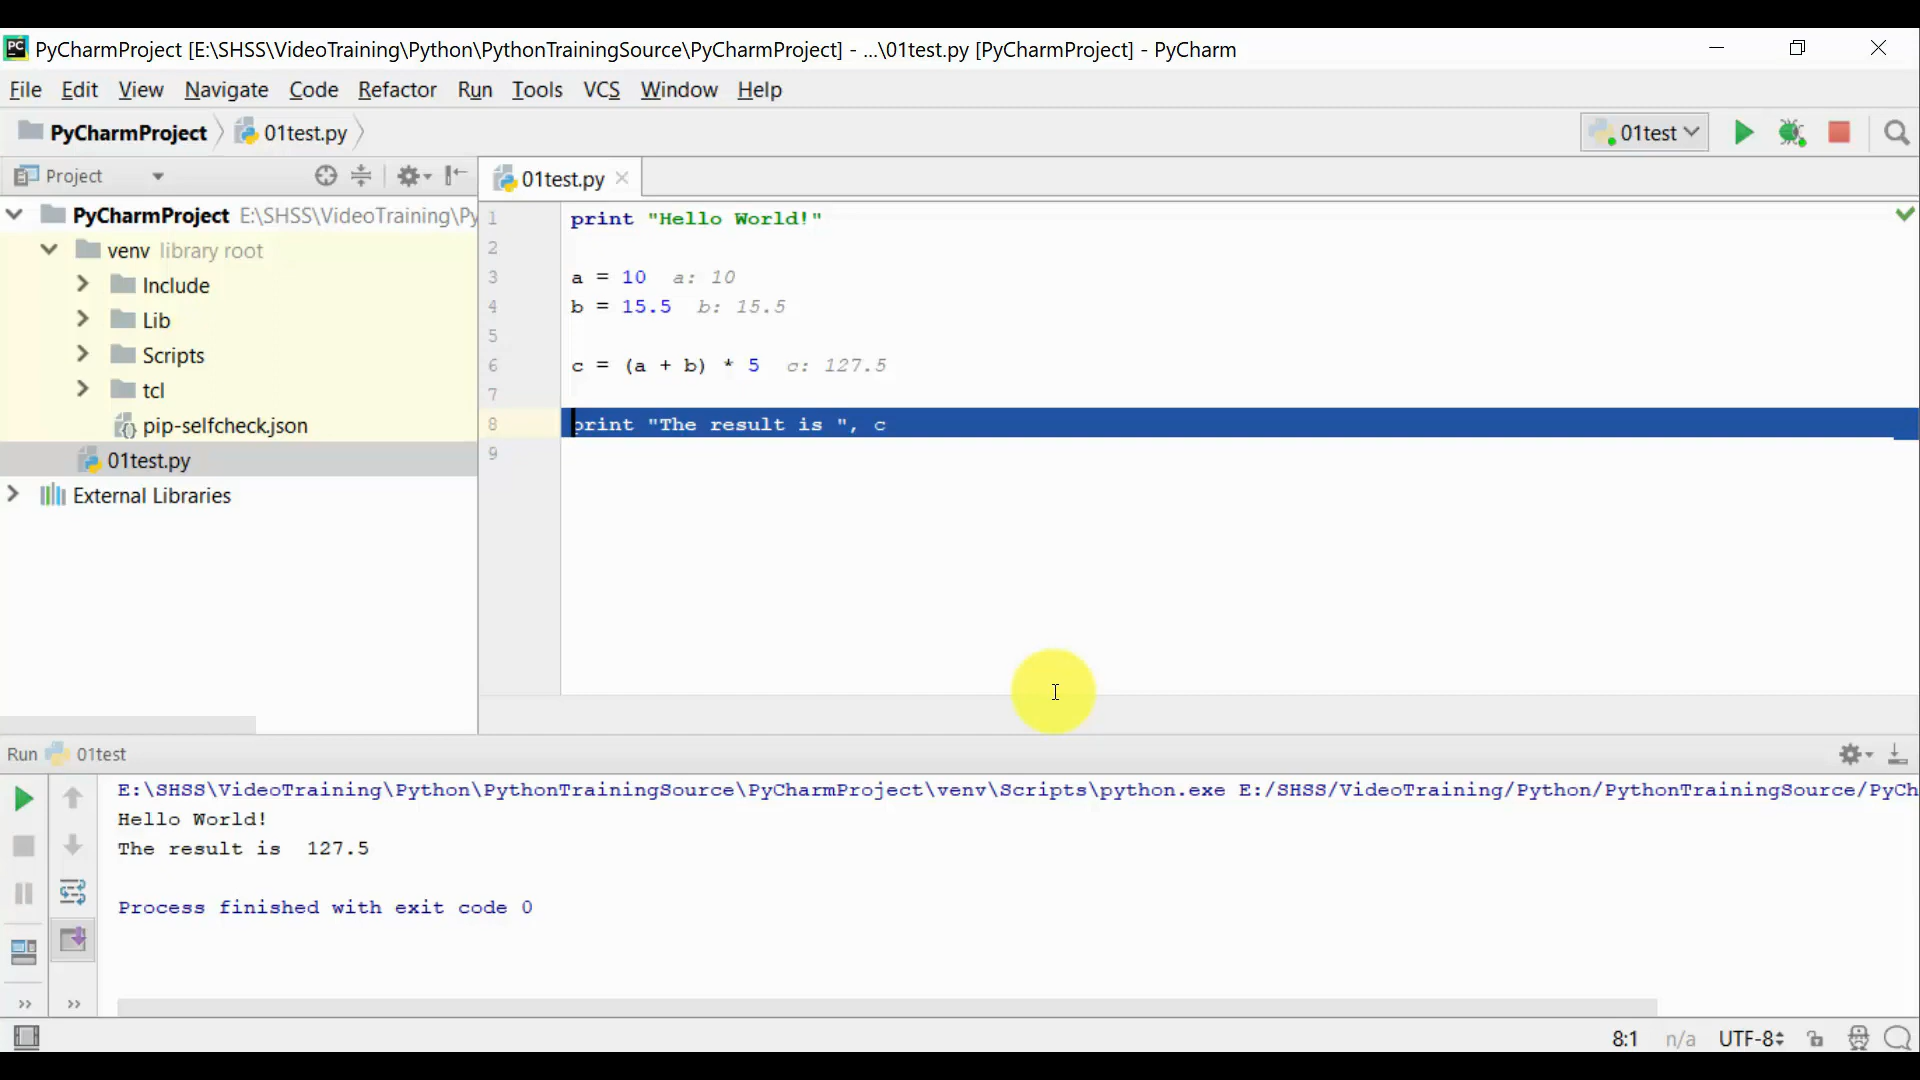 PC PyCharmProject [E:\SHSS\VideoTraining\Python\PythonTrainingSource\PyCharmProject] - ...\01test.py [PyCharmProject] - PyCharm
File Edit View Navigate Code Refactor Run Tools VCS Window Help
PyCharmProject 01test.py 01test
Project 01test.py
PyCharmProject E:\SHSS\VideoTraining\Py
venv library root
Include
Lib
Scripts
tcl
pip-selfcheck.json
01test.py
External Libraries
1 print "Hello World!"
2
3 a = 10 a: 10
4 b = 15.5 b: 15.5
5
6 c = (a + b) * 5 c: 127.5
7
8 print "The result is ", c
9
Run 01test
E:\SHSS\VideoTraining\Python\PythonTrainingSource\PyCharmProject\venv\Scripts\python.exe E:/SHSS/VideoTraining/Python/PythonTrainingSource/PyCh
Hello World!
The result is  127.5
Process finished with exit code 0
8:1 n/a UTF-8